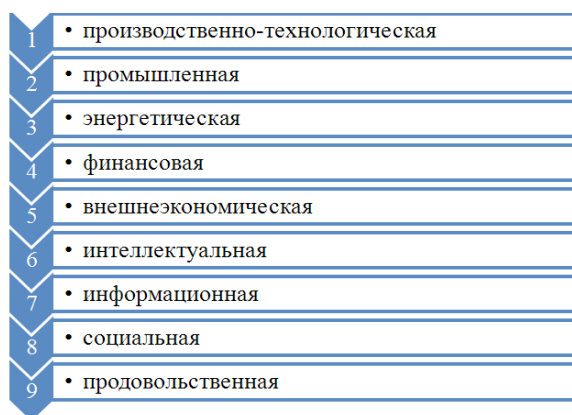 1 • производственно-технологическая
2 • промышленная
3 • энергетическая
4 • финансовая
5 • внешнеэкономическая
6 • интеллектуальная
7 • информационная
8 • социальная
9 • продовольственная